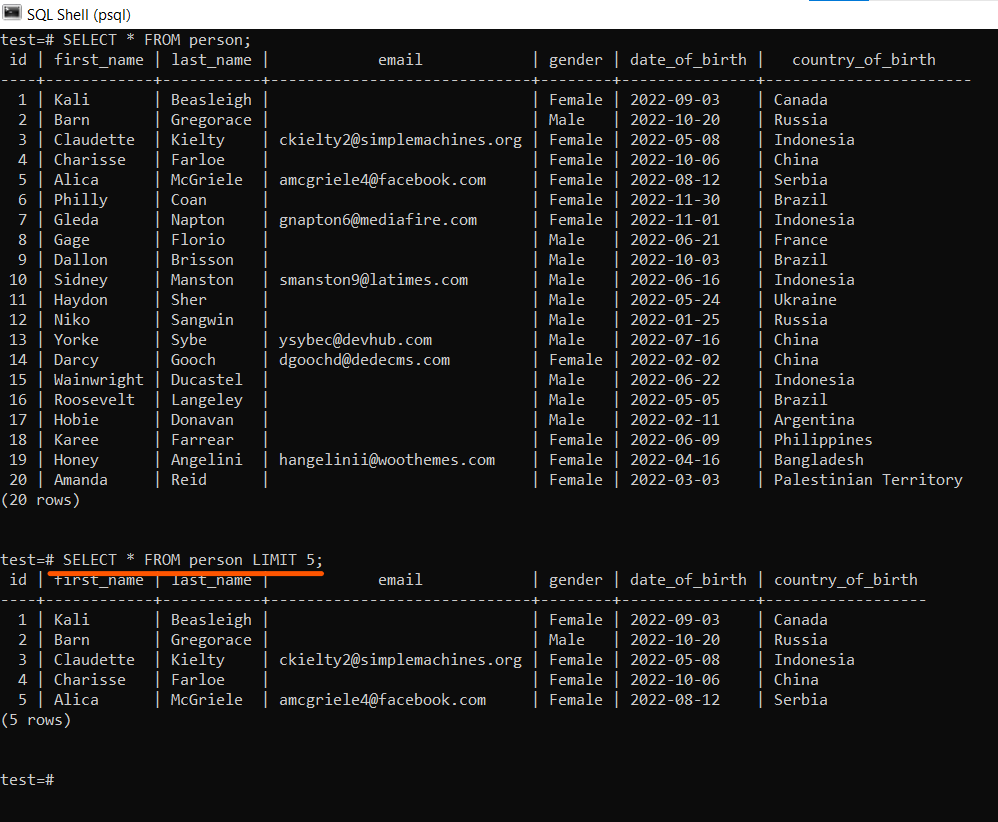 SQL Shell (psql)
test=# SELECT * FROM person;
 id | first_name | last_name |            email            | gender | date_of_birth |   country_of_birth
----+------------+-----------+-----------------------------+--------+---------------+-----------------------
  1 | Kali       | Beasleigh |                             | Female | 2022-09-03    | Canada
  2 | Barn       | Gregorace |                             | Male   | 2022-10-20    | Russia
  3 | Claudette  | Kielty    | ckielty2@simplemachines.org | Female | 2022-05-08    | Indonesia
  4 | Charisse   | Farloe    |                             | Female | 2022-10-06    | China
  5 | Alica      | McGriele  | amcgriele4@facebook.com     | Female | 2022-08-12    | Serbia
  6 | Philly     | Coan      |                             | Female | 2022-11-30    | Brazil
  7 | Gleda      | Napton    | gnapton6@mediafire.com      | Female | 2022-11-01    | Indonesia
  8 | Gage       | Florio    |                             | Male   | 2022-06-21    | France
  9 | Dallon     | Brisson   |                             | Male   | 2022-10-03    | Brazil
 10 | Sidney     | Manston   | smanston9@latimes.com       | Male   | 2022-06-16    | Indonesia
 11 | Haydon     | Sher      |                             | Male   | 2022-05-24    | Ukraine
 12 | Niko       | Sangwin   |                             | Male   | 2022-01-25    | Russia
 13 | Yorke      | Sybe      | ysybec@devhub.com           | Male   | 2022-07-16    | China
 14 | Darcy      | Gooch     | dgoochd@dedecms.com         | Female | 2022-02-02    | China
 15 | Wainwright | Ducastel  |                             | Male   | 2022-06-22    | Indonesia
 16 | Roosevelt  | Langeley  |                             | Male   | 2022-05-05    | Brazil
 17 | Hobie      | Donavan   |                             | Male   | 2022-02-11    | Argentina
 18 | Karee      | Farrear   |                             | Female | 2022-06-09    | Philippines
 19 | Honey      | Angelini  | hangelinii@woothemes.com    | Female | 2022-04-16    | Bangladesh
 20 | Amanda     | Reid      |                             | Female | 2022-03-03    | Palestinian Territory
(20 rows)
test=# SELECT * FROM person LIMIT 5;
 id | first_name | last_name |            email            | gender | date_of_birth | country_of_birth
----+------------+-----------+-----------------------------+--------+---------------+------------------
  1 | Kali       | Beasleigh |                             | Female | 2022-09-03    | Canada
  2 | Barn       | Gregorace |                             | Male   | 2022-10-20    | Russia
  3 | Claudette  | Kielty    | ckielty2@simplemachines.org | Female | 2022-05-08    | Indonesia
  4 | Charisse   | Farloe    |                             | Female | 2022-10-06    | China
  5 | Alica      | McGriele  | amcgriele4@facebook.com     | Female | 2022-08-12    | Serbia
(5 rows)
test=#